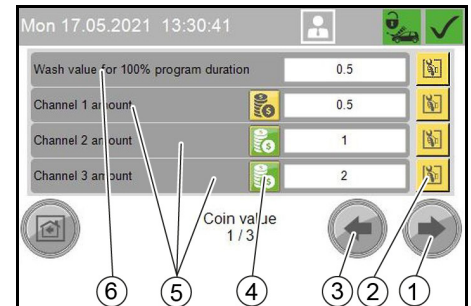 Mon 17.05.2021 13:30:41
Wash value for 100% program duration 0.5
Channel 1 amount 0.5
Channel 2 amount 1
Channel 3 amount 2
Coin value
1 / 3
6 5 4 3 2 1